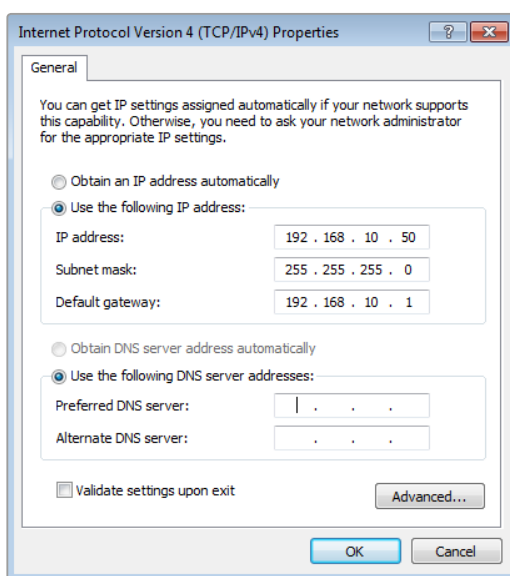 Internet Protocol Version 4 (TCP/IPv4) Properties
General
You can get IP settings assigned automatically if your network supports
this capability. Otherwise, you need to ask your network administrator
for the appropriate IP settings.
Obtain an IP address automatically
Use the following IP address:
IP address: 192 . 168 . 10 . 50
Subnet mask: 255 . 255 . 255 . 0
Default gateway: 192 . 168 . 10 . 1
Obtain DNS server address automatically
Use the following DNS server addresses:
Preferred DNS server: . . .
Alternate DNS server: . . .
Validate settings upon exit
Advanced...
OK Cancel